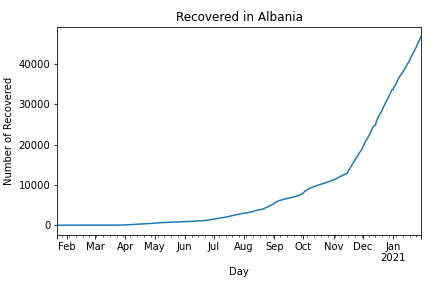 Recovered in Albania
Number of Recovered
40000
30000
20000
10000
0
Feb Mar Apr May Jun Jul Aug Sep Oct Nov Dec Jan
2021
Day